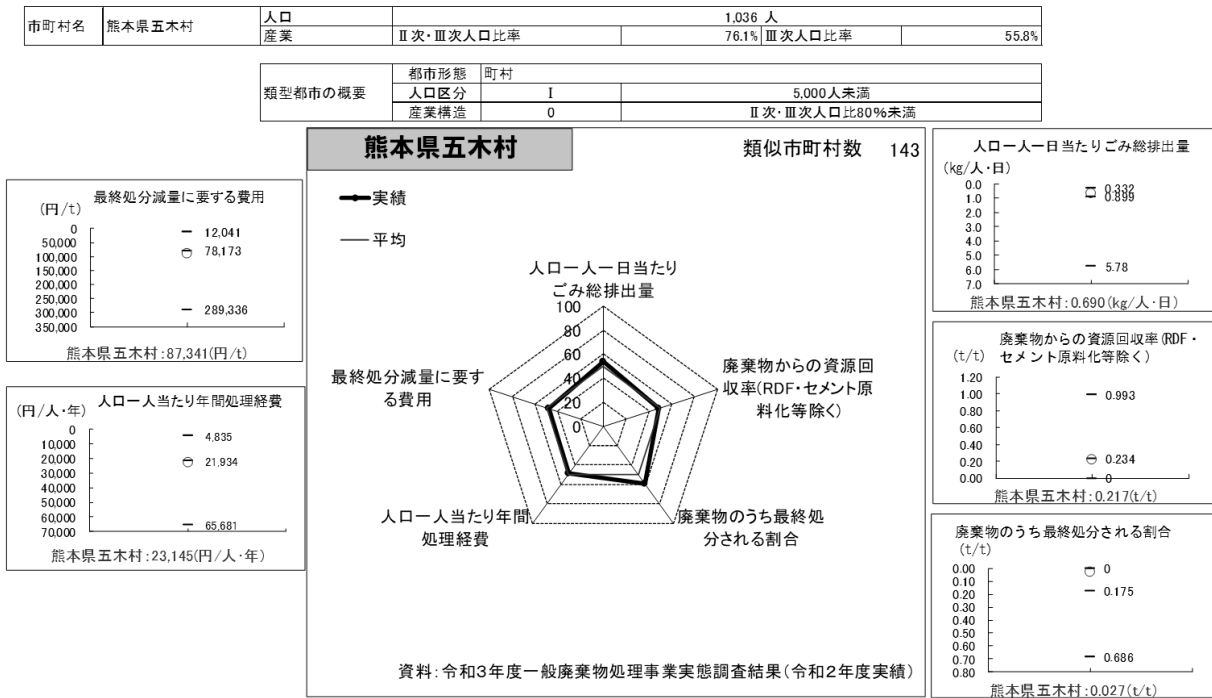 市町村名 熊本県五木村 人口 1,036 人
産業 Ⅱ次・Ⅲ次人口比率 76.1% Ⅲ次人口比率 55.8%
類型都市の概要 都市形態 町村
人口区分 Ⅰ 5,000人未満
産業構造 0 Ⅱ次・Ⅲ次人口比80%未満
熊本県五木村 類似市町村数 143
実績
平均
人口一人一日当たり
ごみ総排出量
100
80
60
40
20
0
廃棄物からの資源回
収率(RDF・セメント原
料化等除く)
廃棄物のうち最終処
分される割合
人口一人当たり年間
処理経費
最終処分減量に要す
る費用
資料:令和3年度一般廃棄物処理事業実態調査結果(令和2年度実績)
最終処分減量に要する費用
(円/t)
0
50,000
100,000
150,000
200,000
250,000
300,000
350,000
12,041
78,173
289,336
熊本県五木村:87,341(円/t)
人口一人当たり年間処理経費
(円/人・年)
0
10,000
20,000
30,000
40,000
50,000
60,000
70,000
4,835
21,934
65,681
熊本県五木村:23,145(円/人・年)
人口一人一日当たりごみ総排出量
(kg/人・日)
0.0
1.0
2.0
3.0
4.0
5.0
6.0
7.0
0.332
0.899
5.78
熊本県五木村:0.690(kg/人・日)
廃棄物からの資源回収率(RDF・
セメント原料化等除く)
(t/t)
1.20
1.00
0.80
0.60
0.40
0.20
0.00
0.993
0.234
0
熊本県五木村:0.217(t/t)
廃棄物のうち最終処分される割合
(t/t)
0.00
0.10
0.20
0.30
0.40
0.50
0.60
0.70
0.80
0
0.175
0.686
熊本県五木村:0.027(t/t)